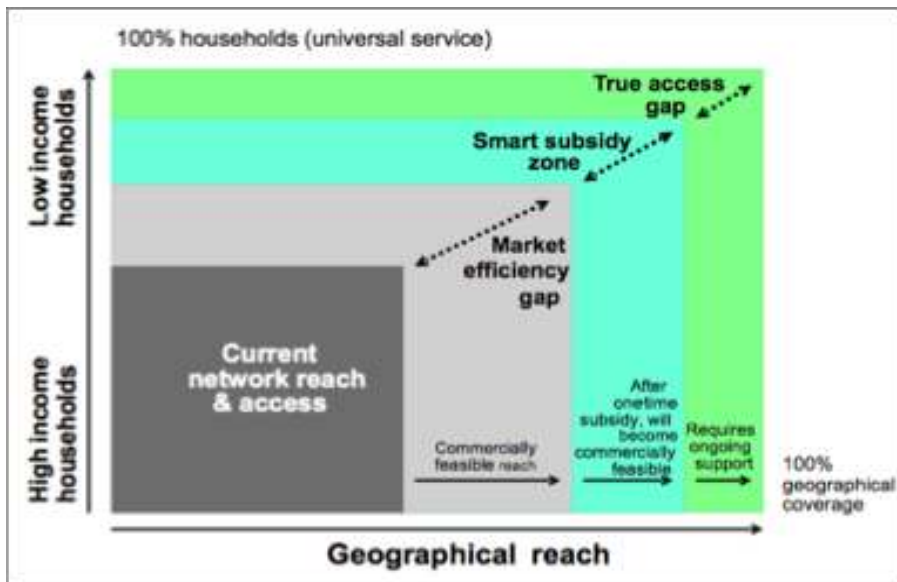 100% households (universal service)
True access
gap
Smart subsidy
zone
Low income
households
Market
efficiency
gap
Current
network reach
& access
High income
households
Commercially
feasible reach
After
onetime
subsidy, will
become
commercially
feasible
Requires
ongoing
support
100%
geographical
coverage
Geographical reach